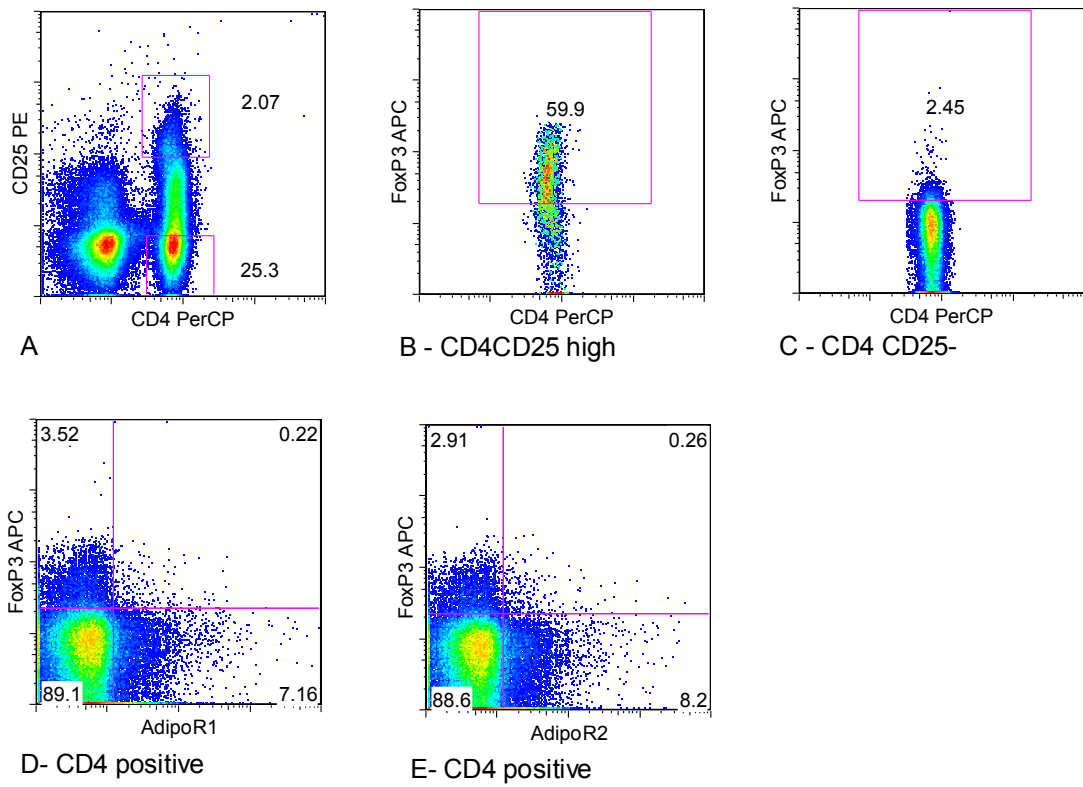 CD25 PE
2.07
25.3
CD4 PerCP
A
FoxP3 APC
59.9
CD4 PerCP
B - CD4CD25 high
FoxP3 APC
2.45
CD4 PerCP
C - CD4 CD25-
3.52
0.22
FoxP3 APC
89.1
7.16
AdipoR1
D- CD4 positive
2.91
0.26
FoxP3 APC
88.6
8.2
AdipoR2
E- CD4 positive